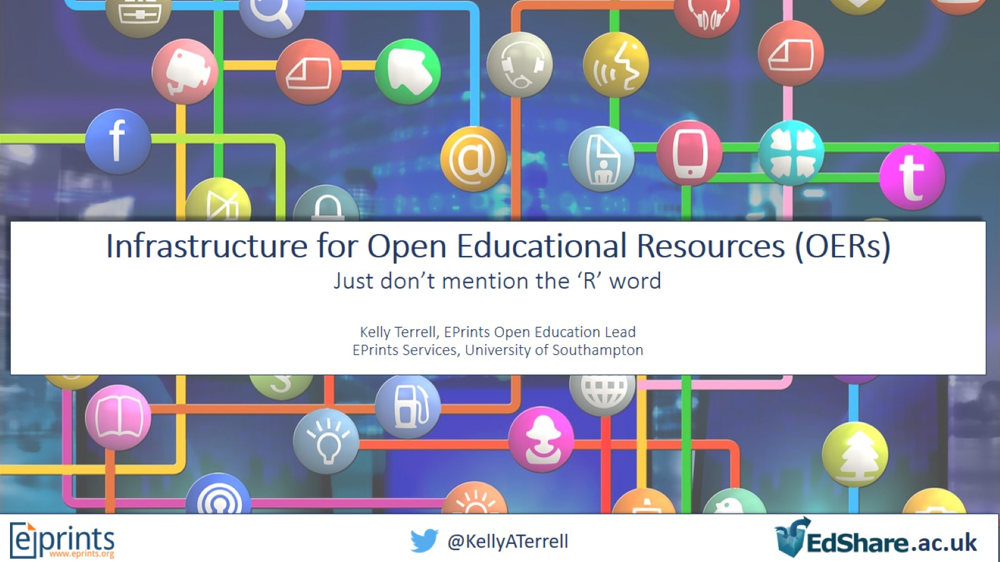 f
@
t
Infrastructure for Open Educational Resources (OERs)
Just don’t mention the ‘R’ word
Kelly Terrell, EPrints Open Education Lead
EPrints Services, University of Southampton
eprints
www.eprints.org
@KellyATerrell
EdShare.ac.uk